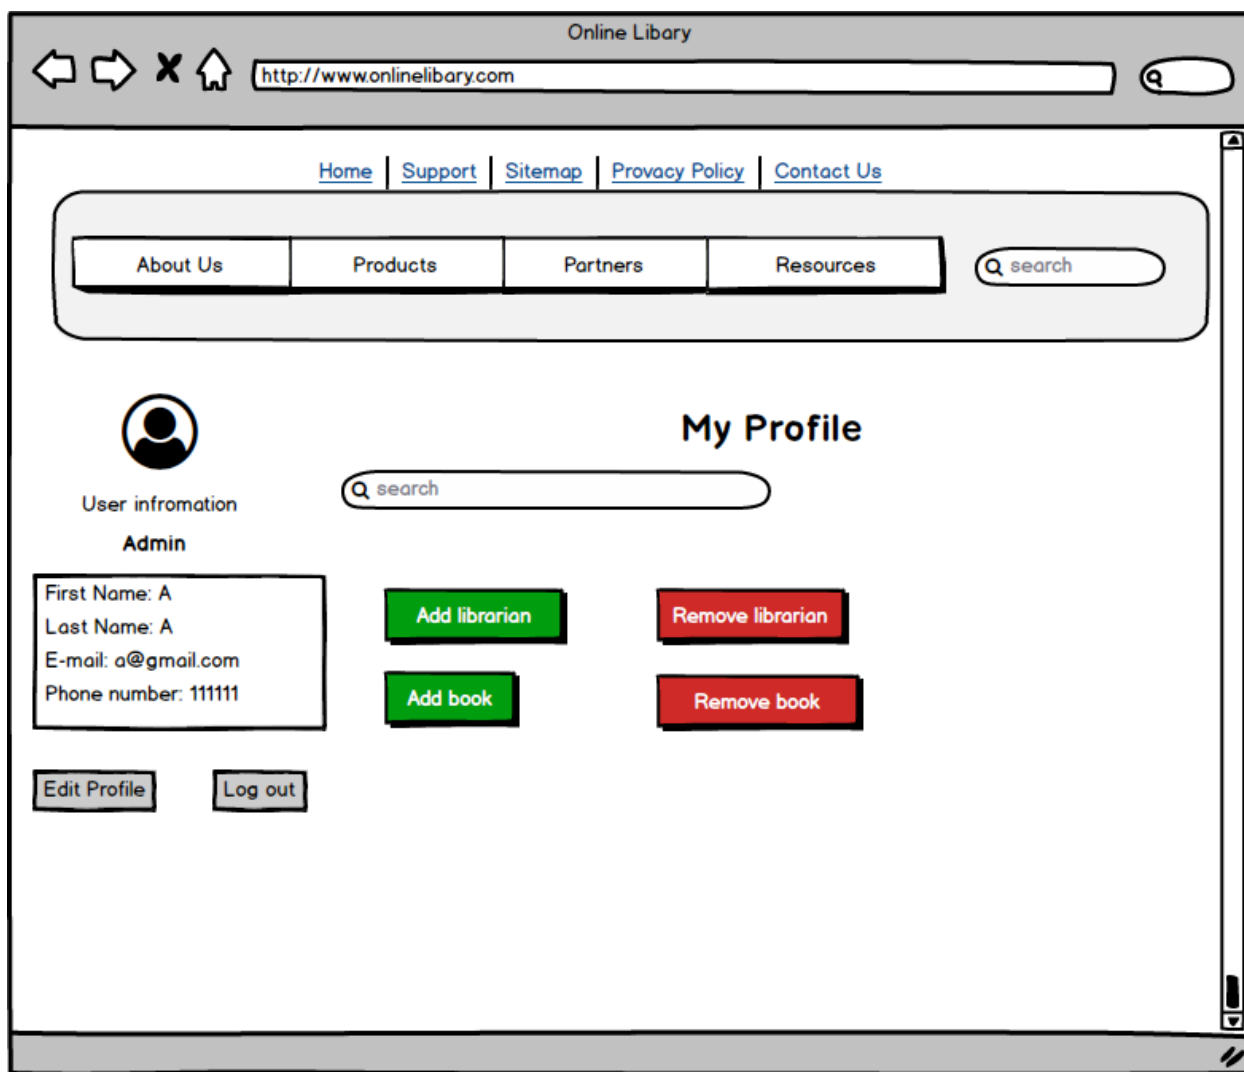 Online Libary
http://www.onlinelibary.com
Home Support Sitemap Provacy Policy Contact Us
About Us Products Partners Resources search
My Profile
search
User infromation
Admin
First Name: A
Last Name: A
E-mail: a@gmail.com
Phone number: 111111
Add librarian Remove librarian
Add book Remove book
Edit Profile Log out